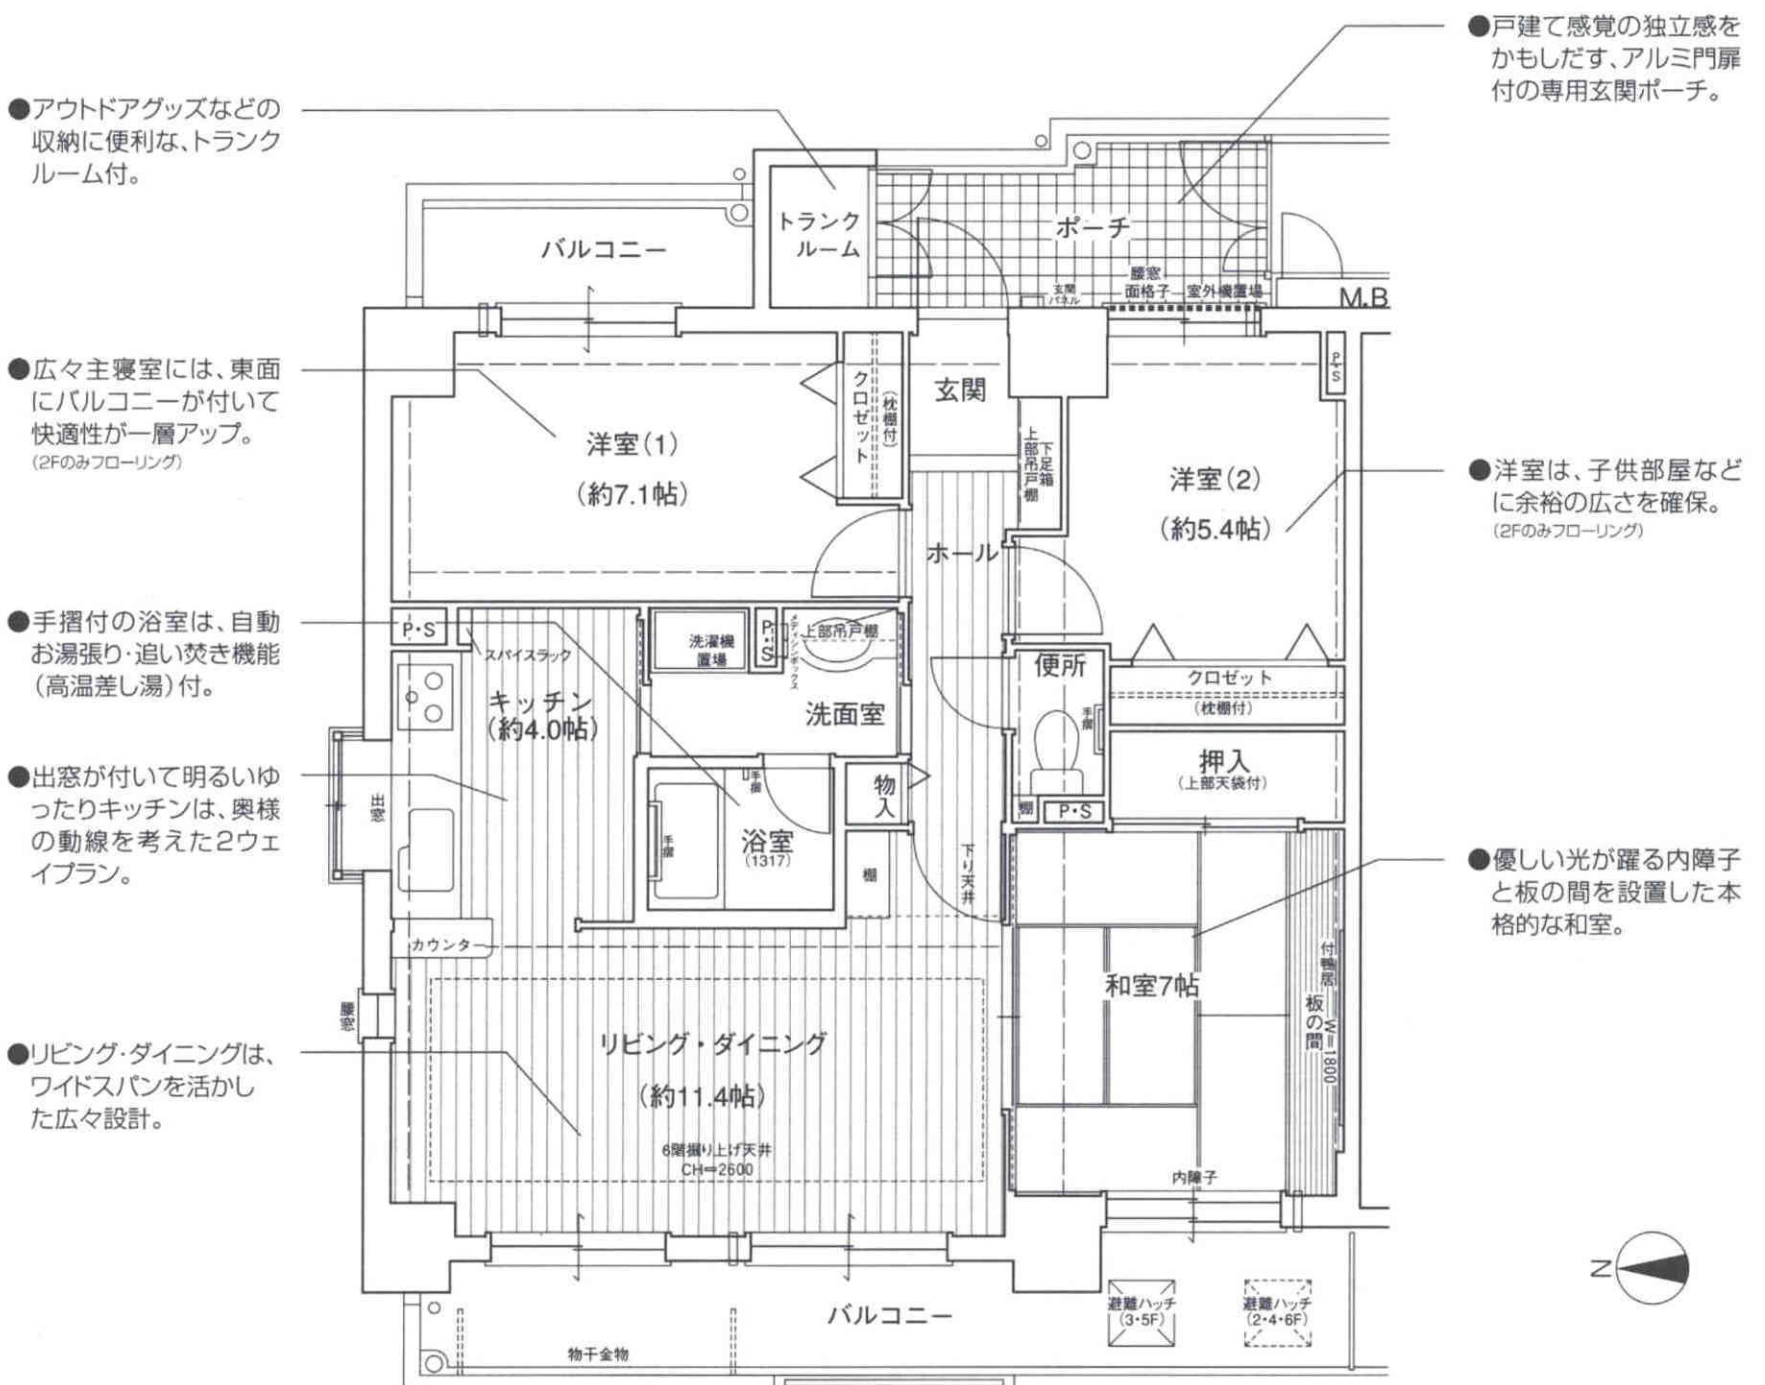 ●戸建て感覚の独立感を
かもしだす、アルミ門扉
付の専用玄関ポーチ。
●アウトドアグッズなどの
収納に便利な、トランク
ルーム付。
トランク
ルーム
ポーチ
バルコニー
腰窓
面格子
室外機置場
玄関
パネル
M.B
●広々主寝室には、東面
にバルコニーが付いて
快適性が一層アップ。
(2Fのみフローリング)
洋室(1)
(約7.1帖)
クロゼット
(枕棚付)
玄関
下足箱
上部吊戸棚
P・S
洋室(2)
(約5.4帖)
●洋室は、子供部屋など
に余裕の広さを確保。
(2Fのみフローリング)
ホール
●手摺付の浴室は、自動
お湯張り・追い焚き機能
(高温差し湯)付。
P・S
スパイスラック
洗濯機
置場
P・S
メディシンボックス
上部吊戸棚
洗面室
便所
手摺
クロゼット
(枕棚付)
キッチン
(約4.0帖)
押入
(上部天袋付)
●出窓が付いて明るいゆ
ったりキッチンは、奥様
の動線を考えた2ウェ
イプラン。
出窓
手摺
手摺
浴室
(1317)
物入
棚
P・S
棚
下り天井
●優しい光が躍る内障子
と板の間を設置した本
格的な和室。
カウンター
腰窓
和室7帖
付鴨居 W=1800
板の間
●リビング・ダイニングは、
ワイドスパンを活かし
た広々設計。
リビング・ダイニング
(約11.4帖)
6階掘り上げ天井
CH=2600
内障子
N
バルコニー
避難ハッチ
(3・5F)
避難ハッチ
(2・4・6F)
物干金物